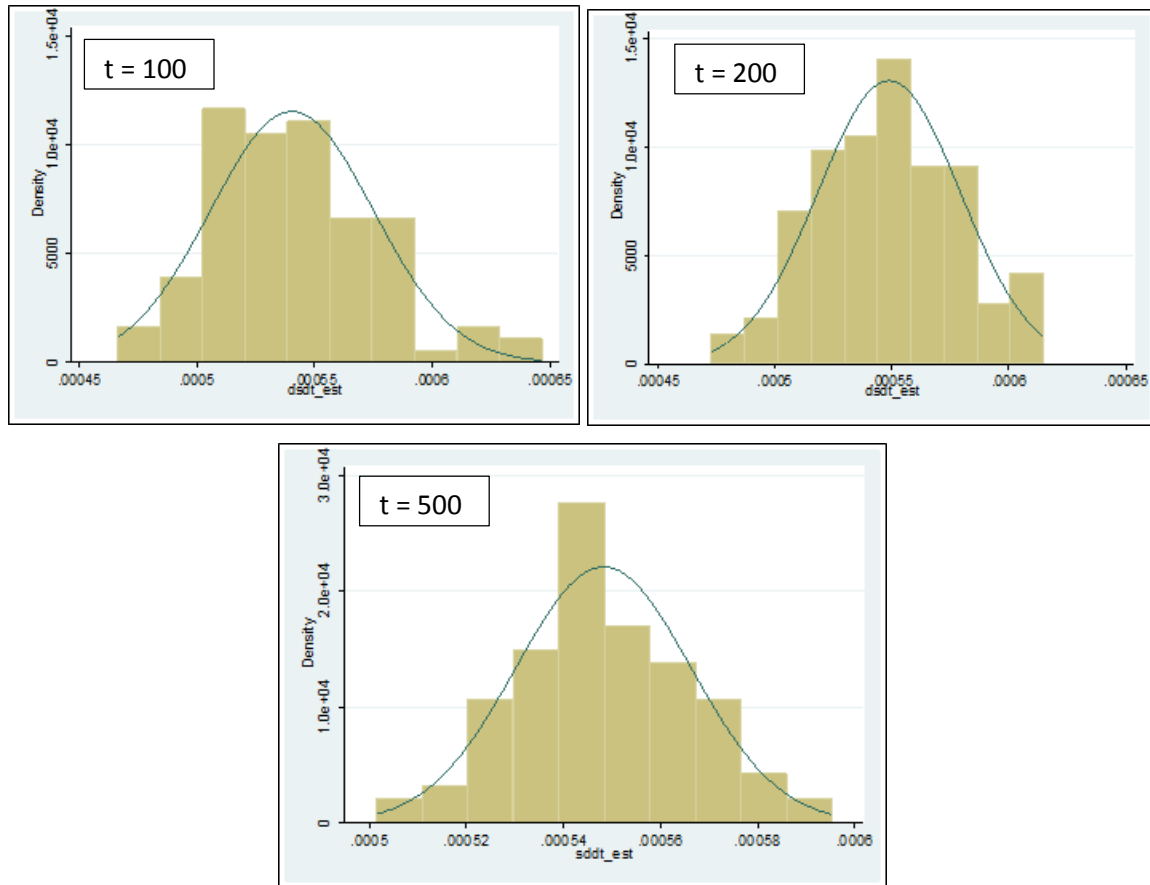 t = 100
Density
1.5e+04
1.0e+04
5000
0
.00045
.0005
.00055
.0006
.00065
dsdt_est
t = 200
Density
1.5e+04
1.0e+04
5000
0
.00045
.0005
.00055
.0006
.00065
dsdt_est
t = 500
Density
3.0e+04
2.0e+04
1.0e+04
0
.0005
.00052
.00054
.00056
.00058
.0006
sddt_est